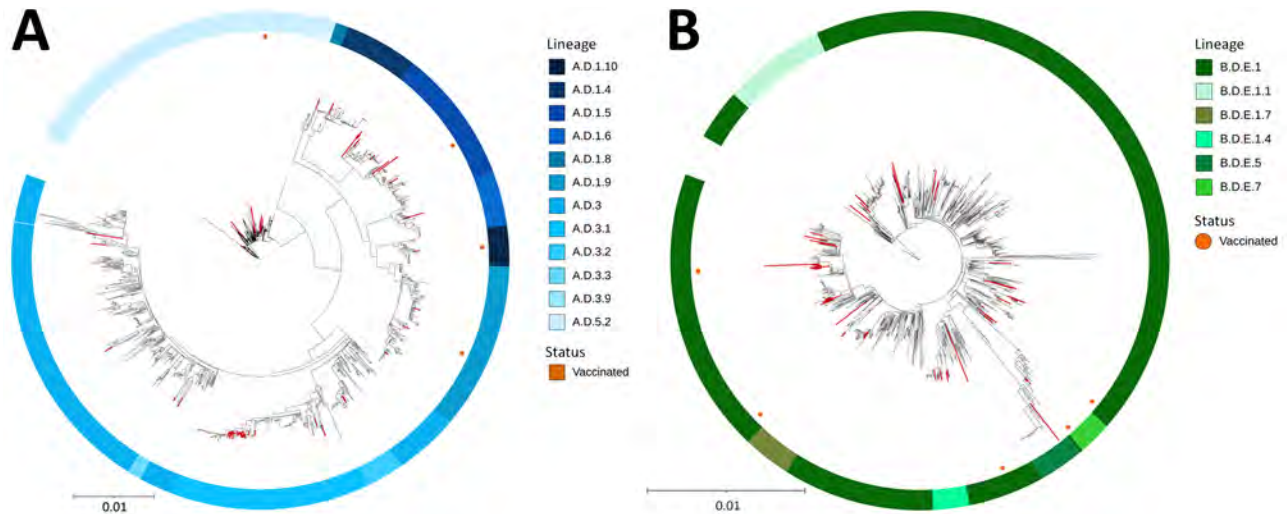 A
Lineage
A.D.1.10
A.D.1.4
A.D.1.5
A.D.1.6
A.D.1.8
A.D.1.9
A.D.3
A.D.3.1
A.D.3.2
A.D.3.3
A.D.3.9
A.D.5.2
Status
Vaccinated
0.01
B
Lineage
B.D.E.1
B.D.E.1.1
B.D.E.1.7
B.D.E.1.4
B.D.E.5
B.D.E.7
Status
Vaccinated
0.01